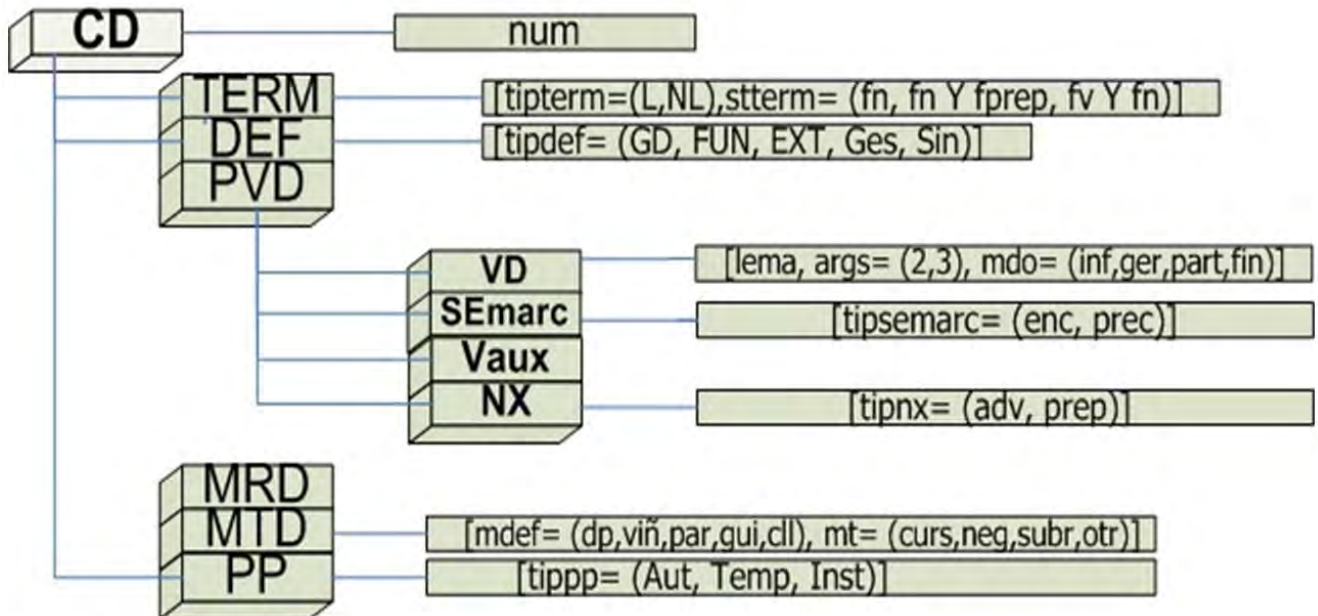 CD
num
TERM
[tipterm=(L,NL),stterm= (fn, fn Y fprep, fv Y fn)]
DEF
[tipdef= (GD, FUN, EXT, Ges, Sin)]
PVD
VD
[lema, args= (2,3), mdo= (inf,ger,part,fin)]
SEmarc
[tipsemarc= (enc, prec)]
Vaux
NX
[tipnx= (adv, prep)]
MRD
MTD
[mdef= (dp,viñ,par,gui,cll), mt= (curs,neg,subr,otr)]
PP
[tippp= (Aut, Temp, Inst)]